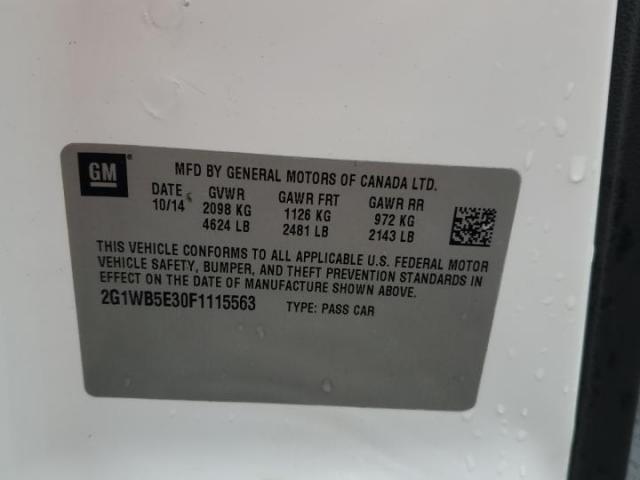 GM
MFD BY GENERAL MOTORS OF CANADA LTD.
DATE GVWR GAWR FRT GAWR RR
10/14 2098 KG 1126 KG 972 KG
4624 LB 2481 LB 2143 LB
THIS VEHICLE CONFORMS TO ALL APPLICABLE U.S. FEDERAL MOTOR
VEHICLE SAFETY, BUMPER, AND THEFT PREVENTION STANDARDS IN
EFFECT ON THE DATE OF MANUFACTURE SHOWN ABOVE.
2G1WB5E30F1115563 TYPE: PASS CAR